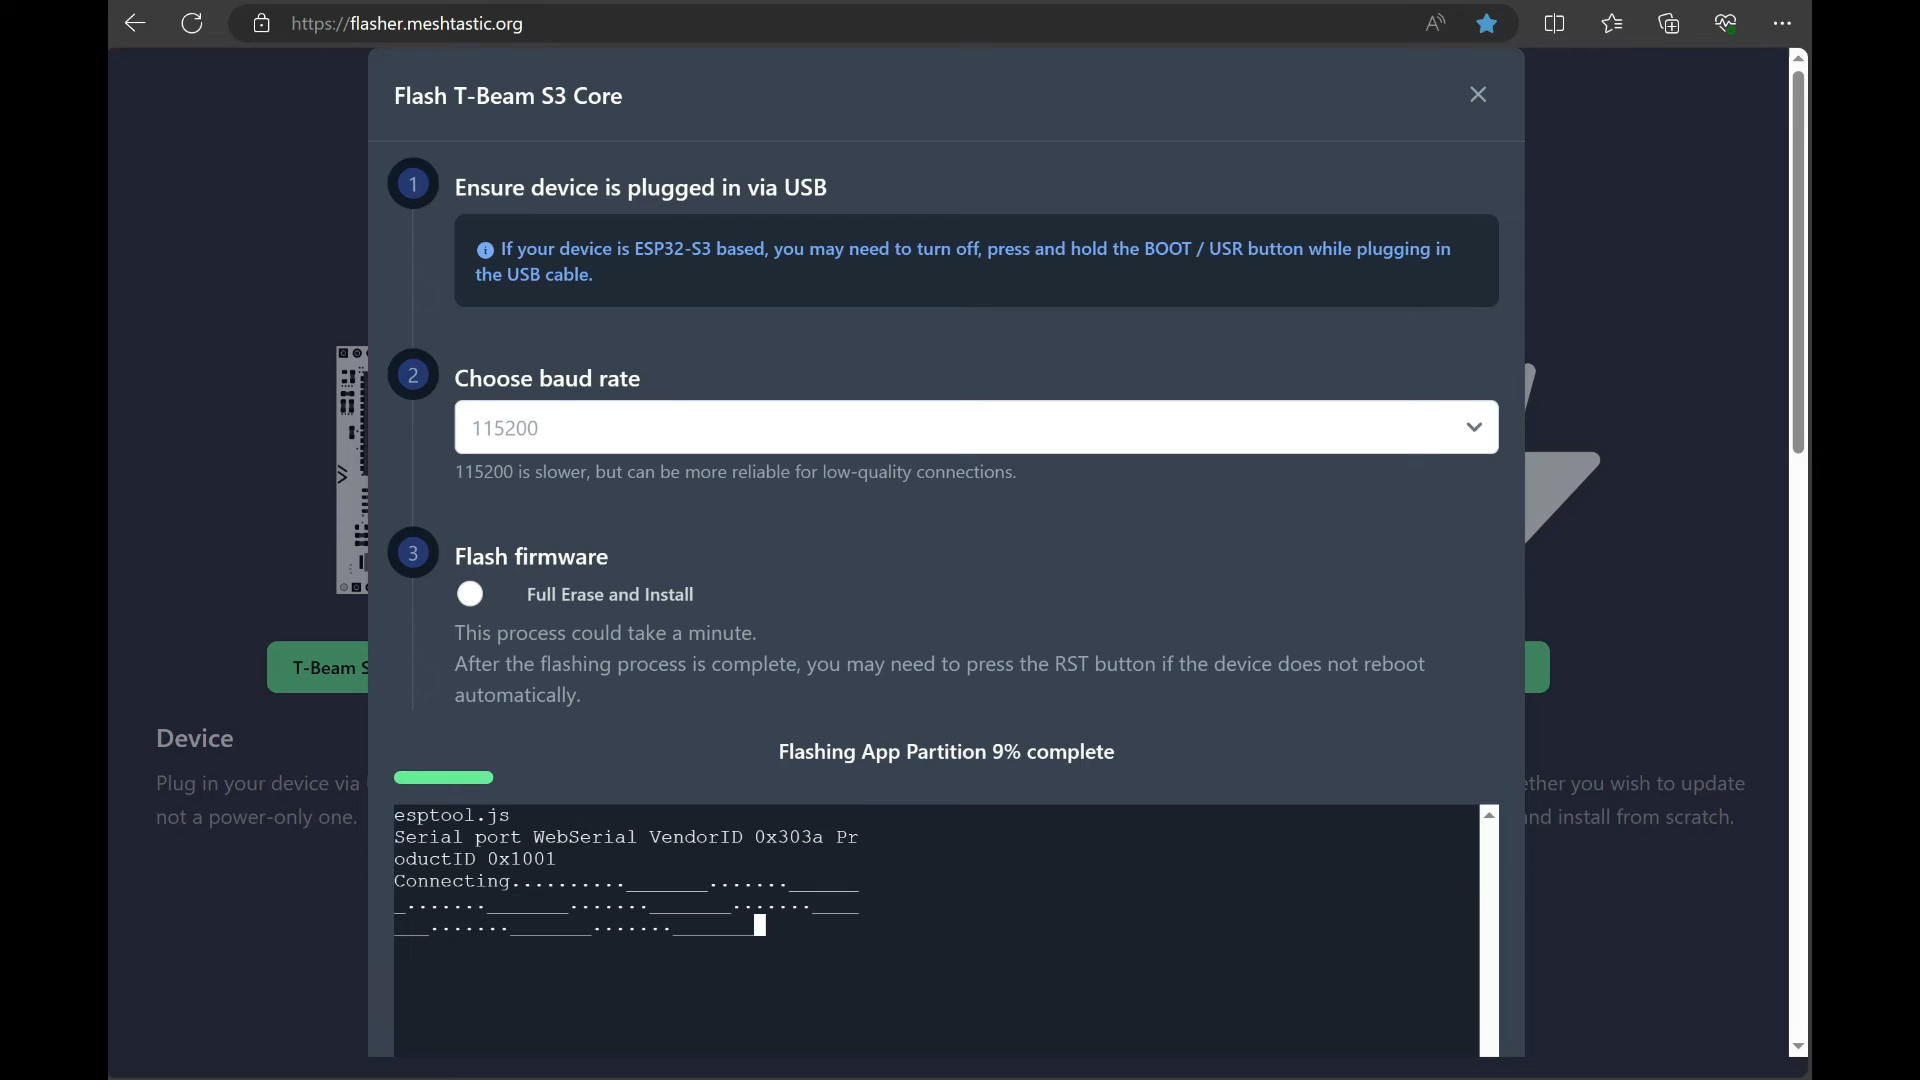 https://flasher.meshtastic.org
Flash T-Beam S3 Core
1
Ensure device is plugged in via USB
If your device is ESP32-S3 based, you may need to turn off, press and hold the BOOT / USR button while plugging in
the USB cable.
2
Choose baud rate
115200
115200 is slower, but can be more reliable for low-quality connections.
3
Flash firmware
Full Erase and Install
This process could take a minute.
After the flashing process is complete, you may need to press the RST button if the device does not reboot
automatically.
T-Beam S
Device
Plug in your device via
not a power-only one.
ether you wish to update
nd install from scratch.
Flashing App Partition 9% complete
esptool.js
Serial port WebSerial VendorID 0x303a Pr
oductID 0x1001
Connecting.........._______.......______
_......._______......._______.......____
___......._______......._______